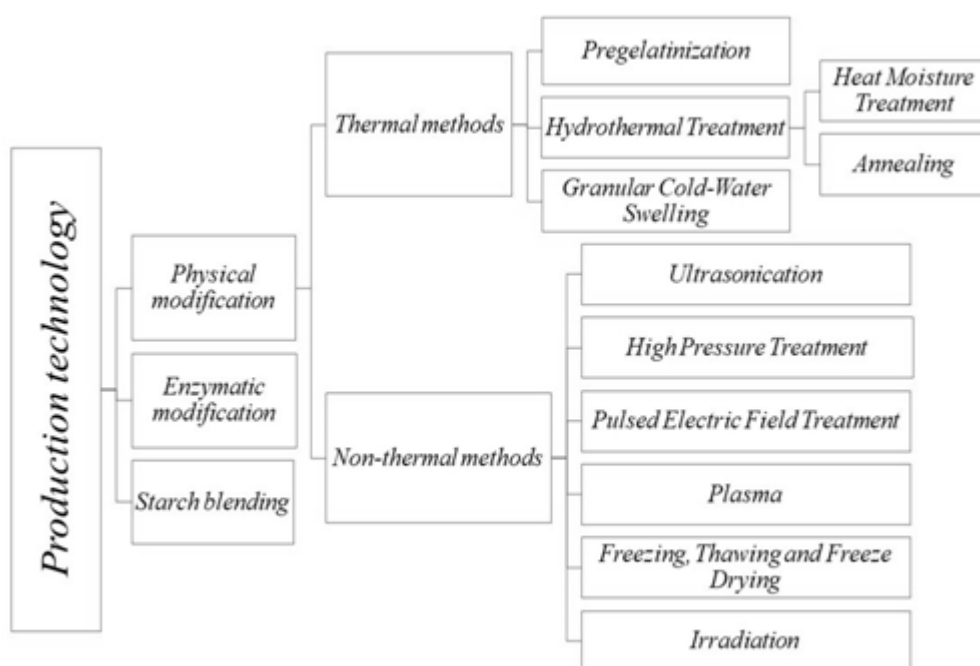 Production technology
Physical
modification
Enzymatic
modification
Starch blending
Thermal methods
Non-thermal methods
Pregelatinization
Hydrothermal Treatment
Granular Cold-Water
Swelling
Heat Moisture
Treatment
Annealing
Ultrasonication
High Pressure Treatment
Pulsed Electric Field Treatment
Plasma
Freezing, Thawing and Freeze
Drying
Irradiation